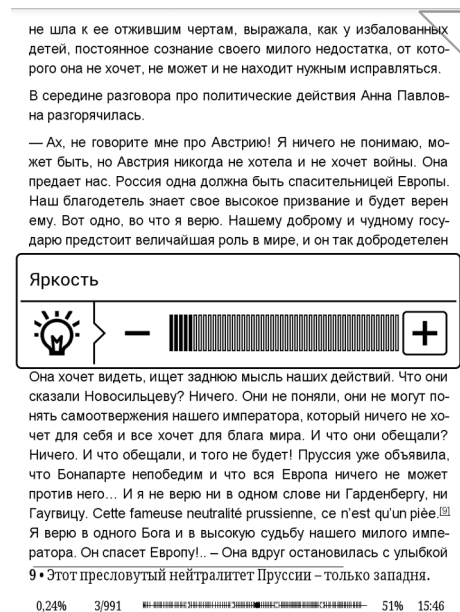 не шла к ее отжившим чертам, выражала, как у избалованных
детей, постоянное сознание своего милого недостатка, от кото-
рого она не хочет, не может и не находит нужным исправляться.
В середине разговора про политические действия Анна Павлов-
на разгорячилась.
— Ах, не говорите мне про Австрию! Я ничего не понимаю, мо-
жет быть, но Австрия никогда не хотела и не хочет войны. Она
предает нас. Россия одна должна быть спасительницей Европы.
Наш благодетель знает свое высокое призвание и будет верен
ему. Вот одно, во что я верю. Нашему доброму и чудному госу-
дарю предстоит величайшая роль в мире, и он так добродетелен
Яркость
Она хочет видеть, ищет заднюю мысль наших действий. Что они
сказали Новосильцеву? Ничего. Они не поняли, они не могут по-
нять самоотвержения нашего императора, который ничего не хо-
чет для себя и все хочет для блага мира. И что они обещали?
Ничего. И что обещали, и того не будет! Пруссия уже объявила,
что Бонапарте непобедим и что вся Европа ничего не может
против него… И я не верю ни в одном слове ни Гарденбергу, ни
Гаугвицу. Cette fameuse neutralité prussienne, ce n’est qu’un pièe.[9]
Я верю в одного Бога и в высокую судьбу нашего милого импе-
ратора. Он спасет Европу!.. – Она вдруг остановилась с улыбкой
9 • Этот пресловутый нейтралитет Пруссии – только западня.
0,24% 3/991 51% 15:46